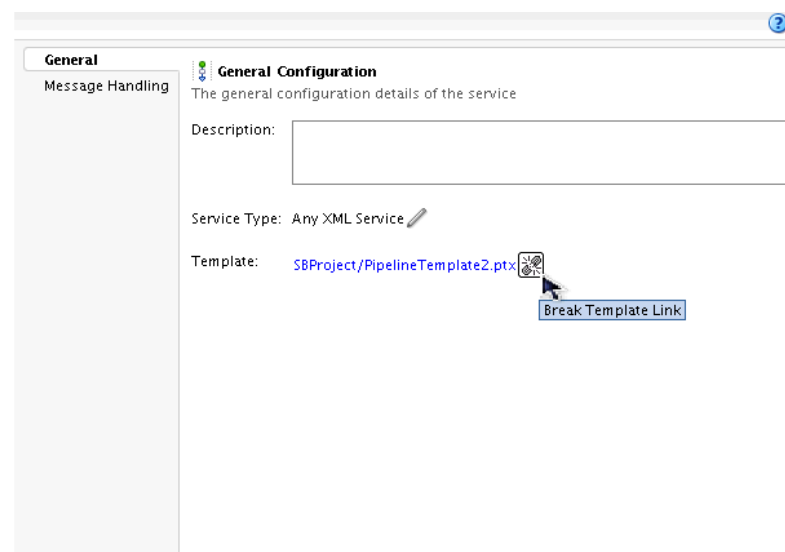 General
Message Handling
General Configuration
The general configuration details of the service
Description:
Service Type: Any XML Service
Template: SBProject/PipelineTemplate2.ptx
Break Template Link
?